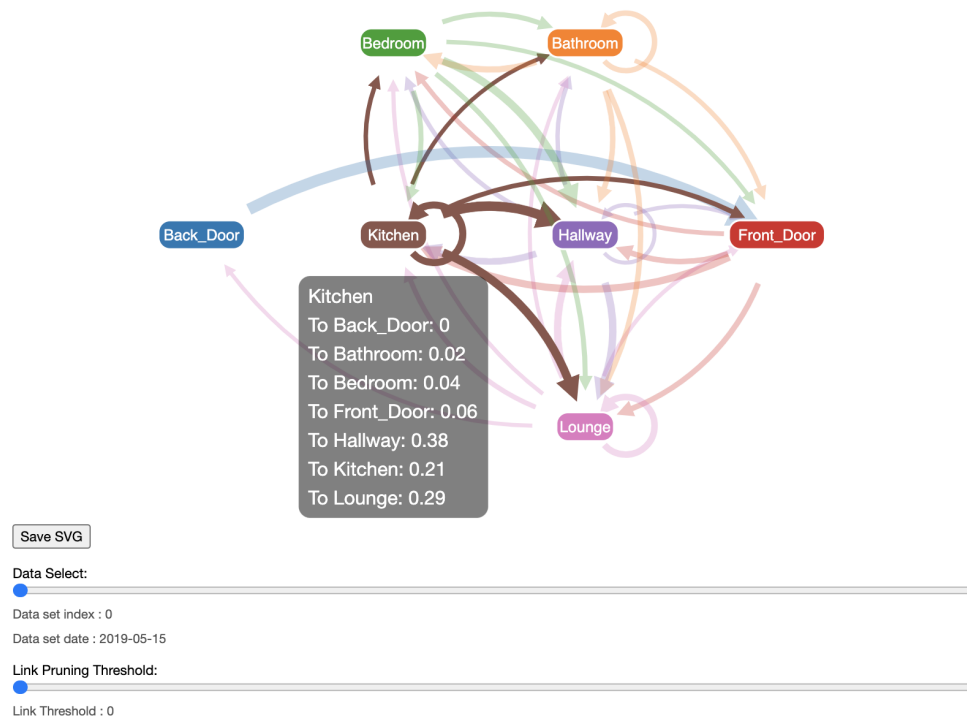 Bedroom
Bathroom
Back_Door
Kitchen
Hallway
Front_Door
Kitchen
To Back_Door: 0
To Bathroom: 0.02
To Bedroom: 0.04
To Front_Door: 0.06
To Hallway: 0.38
To Kitchen: 0.21
To Lounge: 0.29
Lounge
Save SVG
Data Select:
Data set index : 0
Data set date : 2019-05-15
Link Pruning Threshold:
Link Threshold : 0